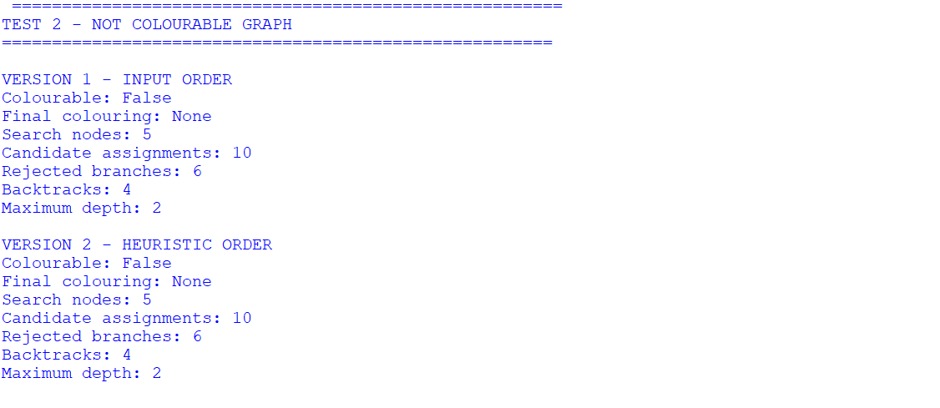 =======================================================
TEST 2 - NOT COLOURABLE GRAPH
=======================================================
VERSION 1 - INPUT ORDER
Colourable: False
Final colouring: None
Search nodes: 5
Candidate assignments: 10
Rejected branches: 6
Backtracks: 4
Maximum depth: 2
VERSION 2 - HEURISTIC ORDER
Colourable: False
Final colouring: None
Search nodes: 5
Candidate assignments: 10
Rejected branches: 6
Backtracks: 4
Maximum depth: 2